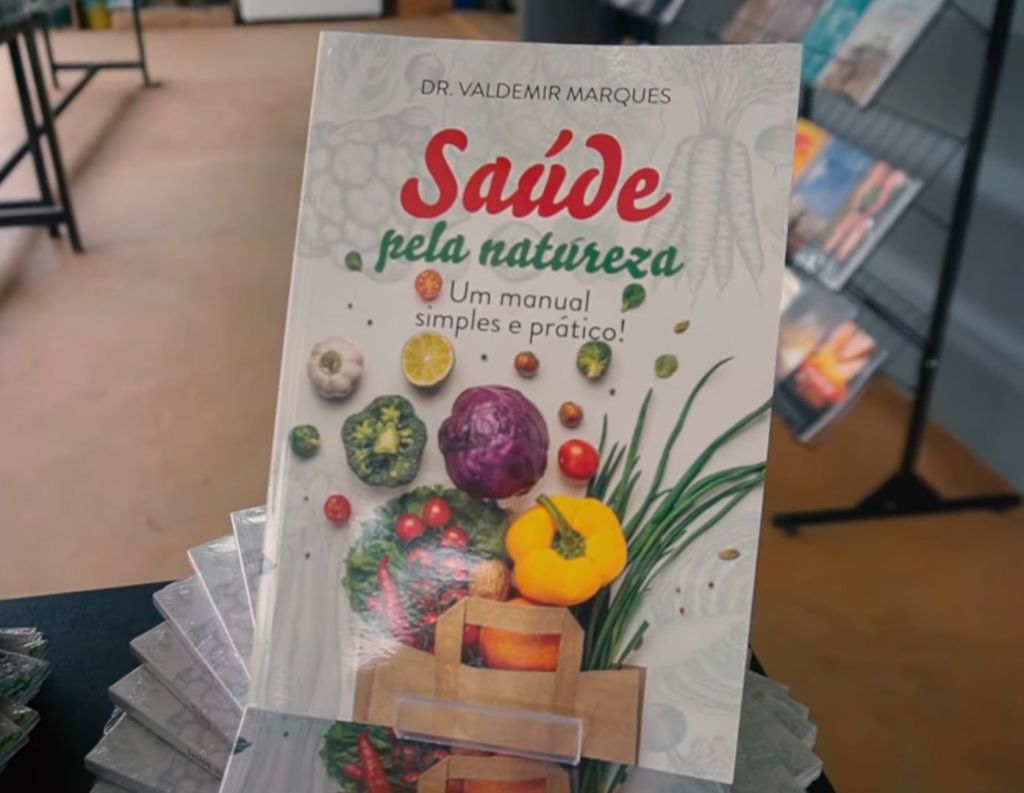 DR. VALDEMIR MARQUES
Saúde
pela natureza
Um manual
simples e prático!